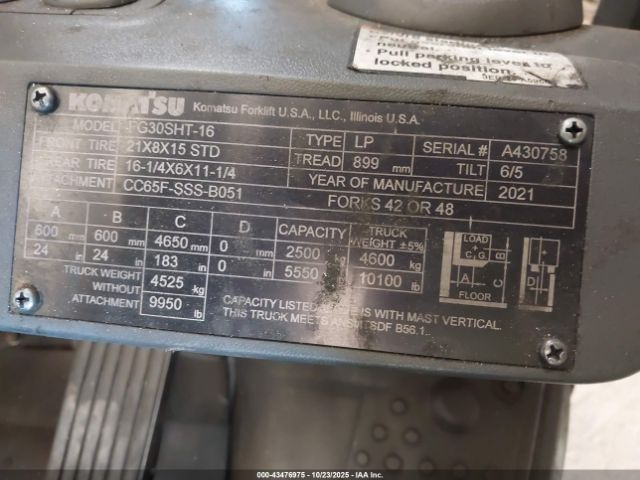 Pull parking lever to
locked position.
KOMATSU Komatsu Forklift U.S.A., LLC., Illinois U.S.A.
MODEL FG30SHT-16
FRONT TIRE 21X8X15 STD TYPE LP SERIAL # A430758
REAR TIRE 16-1/4X6X11-1/4 TREAD 899 mm TILT 6/5
ATTACHMENT CC65F-SSS-B051 YEAR OF MANUFACTURE 2021
FORKS 42 OR 48
A B C D CAPACITY TRUCK WEIGHT ±5%
600 mm 600 mm 4650 mm 0 mm 2500 kg 4600 kg
24 in 24 in 183 in 0 in 5550 lb 10100 lb
TRUCK WEIGHT WITHOUT ATTACHMENT 4525 kg
9950 lb
LOAD
C.G.
A B C D
FLOOR
CAPACITY LISTED IS WITH MAST VERTICAL.
THIS TRUCK MEETS ANSI/ITSDF B56.1.
000-43476975 - 10/23/2025 - IAA Inc.